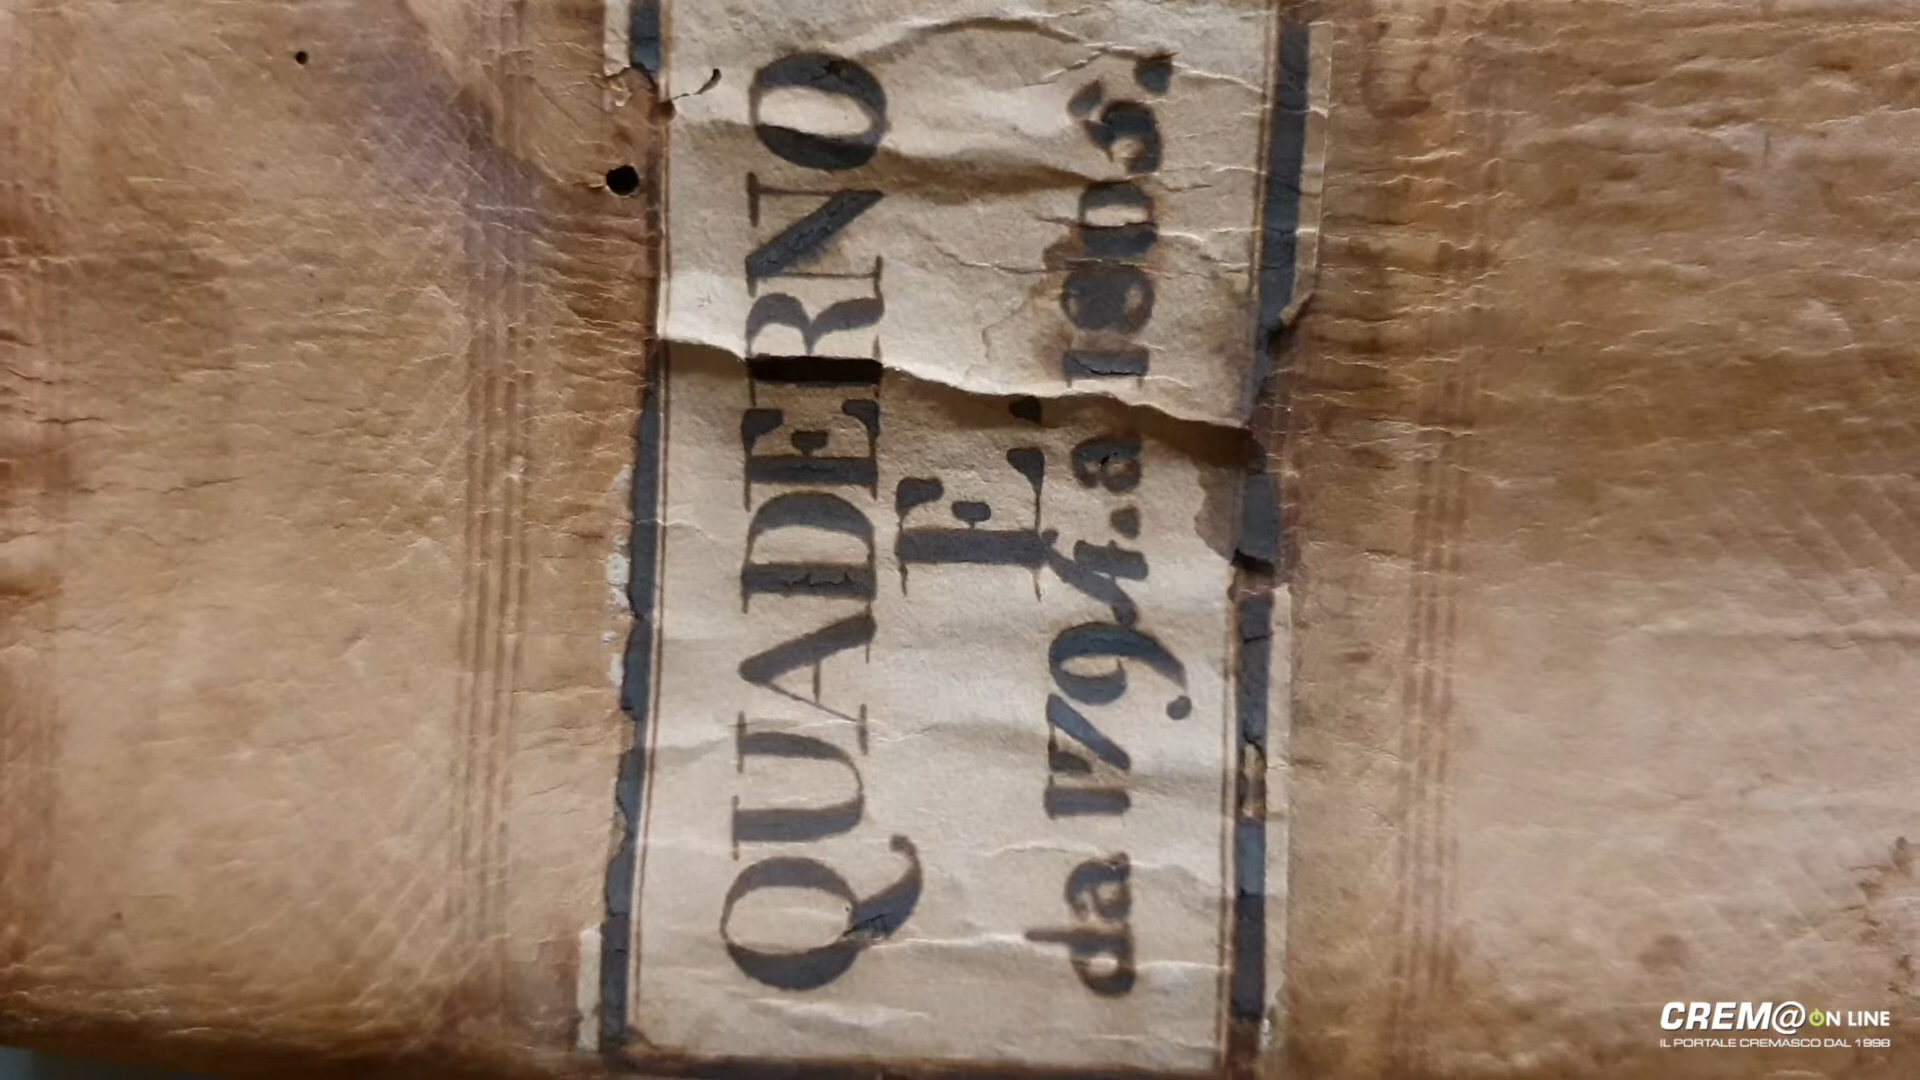 QUADERNO
E.
da 1794. a 1805.
CREM@ ON LINE
IL PORTALE CREMASCO DAL 1998